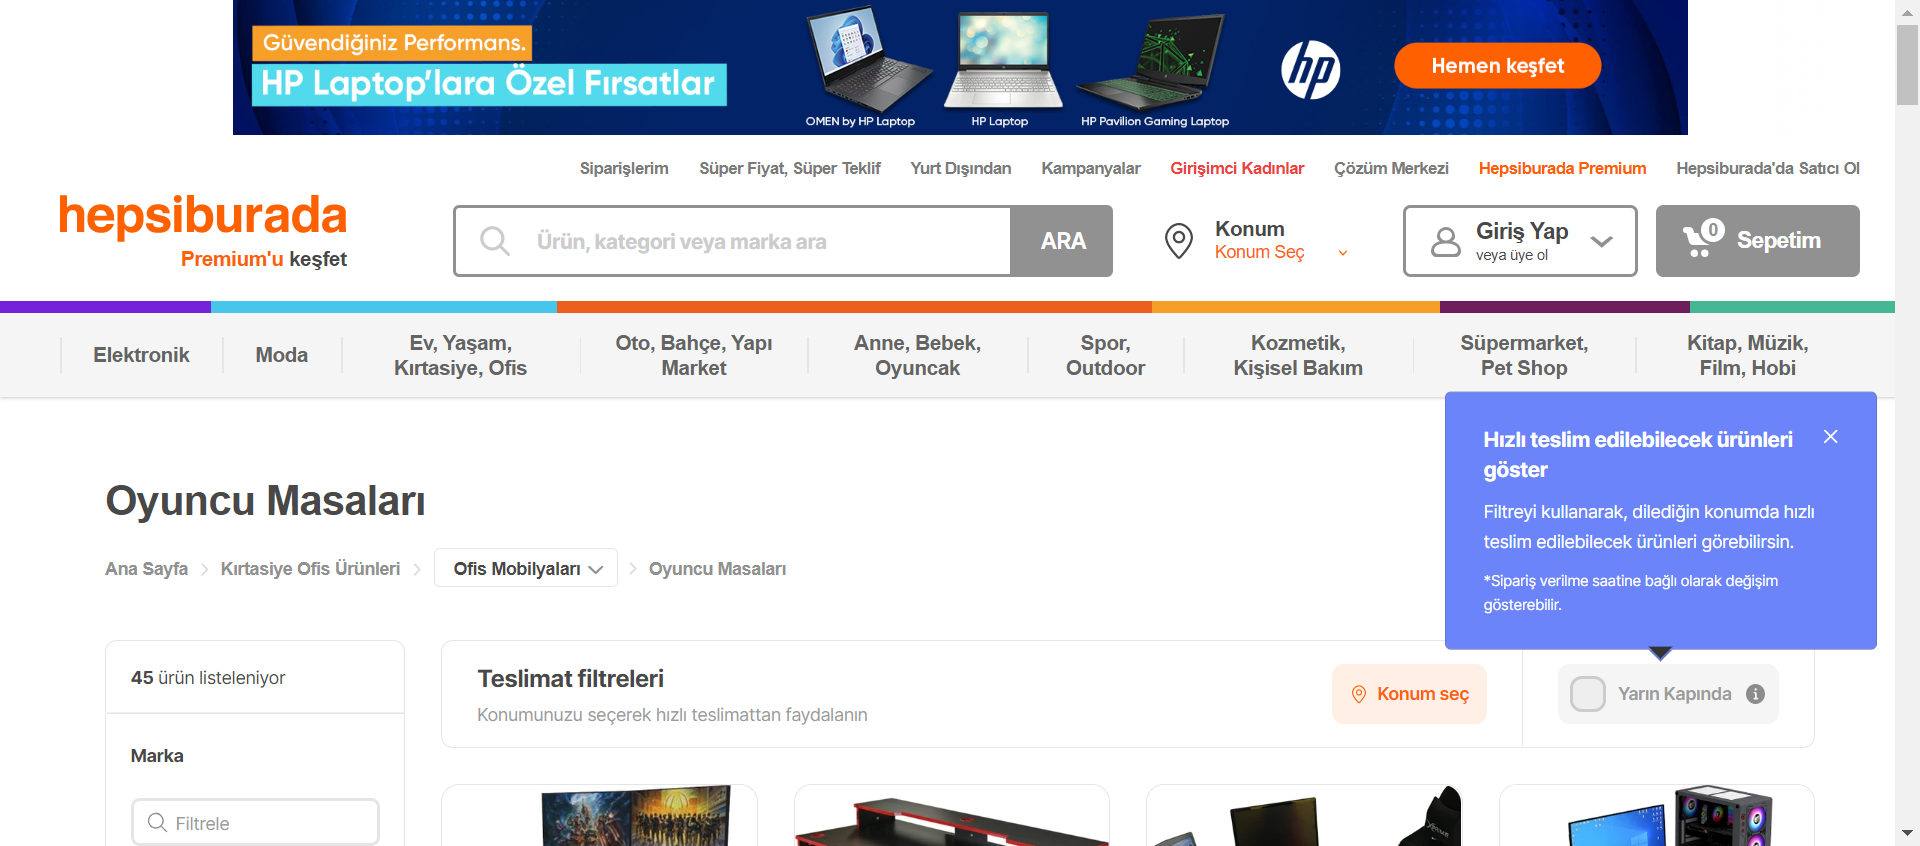 Güvendiğiniz Performans.
HP Laptop'lara Özel Fırsatlar
OMEN by HP Laptop
HP Laptop
HP Pavilion Gaming Laptop
hp
Hemen keşfet
Siparişlerim
Süper Fiyat, Süper Teklif
Yurt Dışından
Kampanyalar
Girişimci Kadınlar
Çözüm Merkezi
Hepsiburada Premium
Hepsiburada'da Satıcı Ol
hepsiburada
Premium'u keşfet
Ürün, kategori veya marka ara
ARA
Konum
Konum Seç
Giriş Yap
veya üye ol
0
Sepetim
Elektronik
Moda
Ev, Yaşam,
Kırtasiye, Ofis
Oto, Bahçe, Yapı
Market
Anne, Bebek,
Oyuncak
Spor,
Outdoor
Kozmetik,
Kişisel Bakım
Süpermarket,
Pet Shop
Kitap, Müzik,
Film, Hobi
Hızlı teslim edilebilecek ürünleri
göster
Filtreyi kullanarak, dilediğin konumda hızlı
teslim edilebilecek ürünleri görebilirsin.
*Sipariş verilme saatine bağlı olarak değişim
gösterebilir.
Oyuncu Masaları
Ana Sayfa
Kırtasiye Ofis Ürünleri
Ofis Mobilyaları
Oyuncu Masaları
45 ürün listeleniyor
Marka
Filtrele
Teslimat filtreleri
Konumunuzu seçerek hızlı teslimattan faydalanın
Konum seç
Yarın Kapında